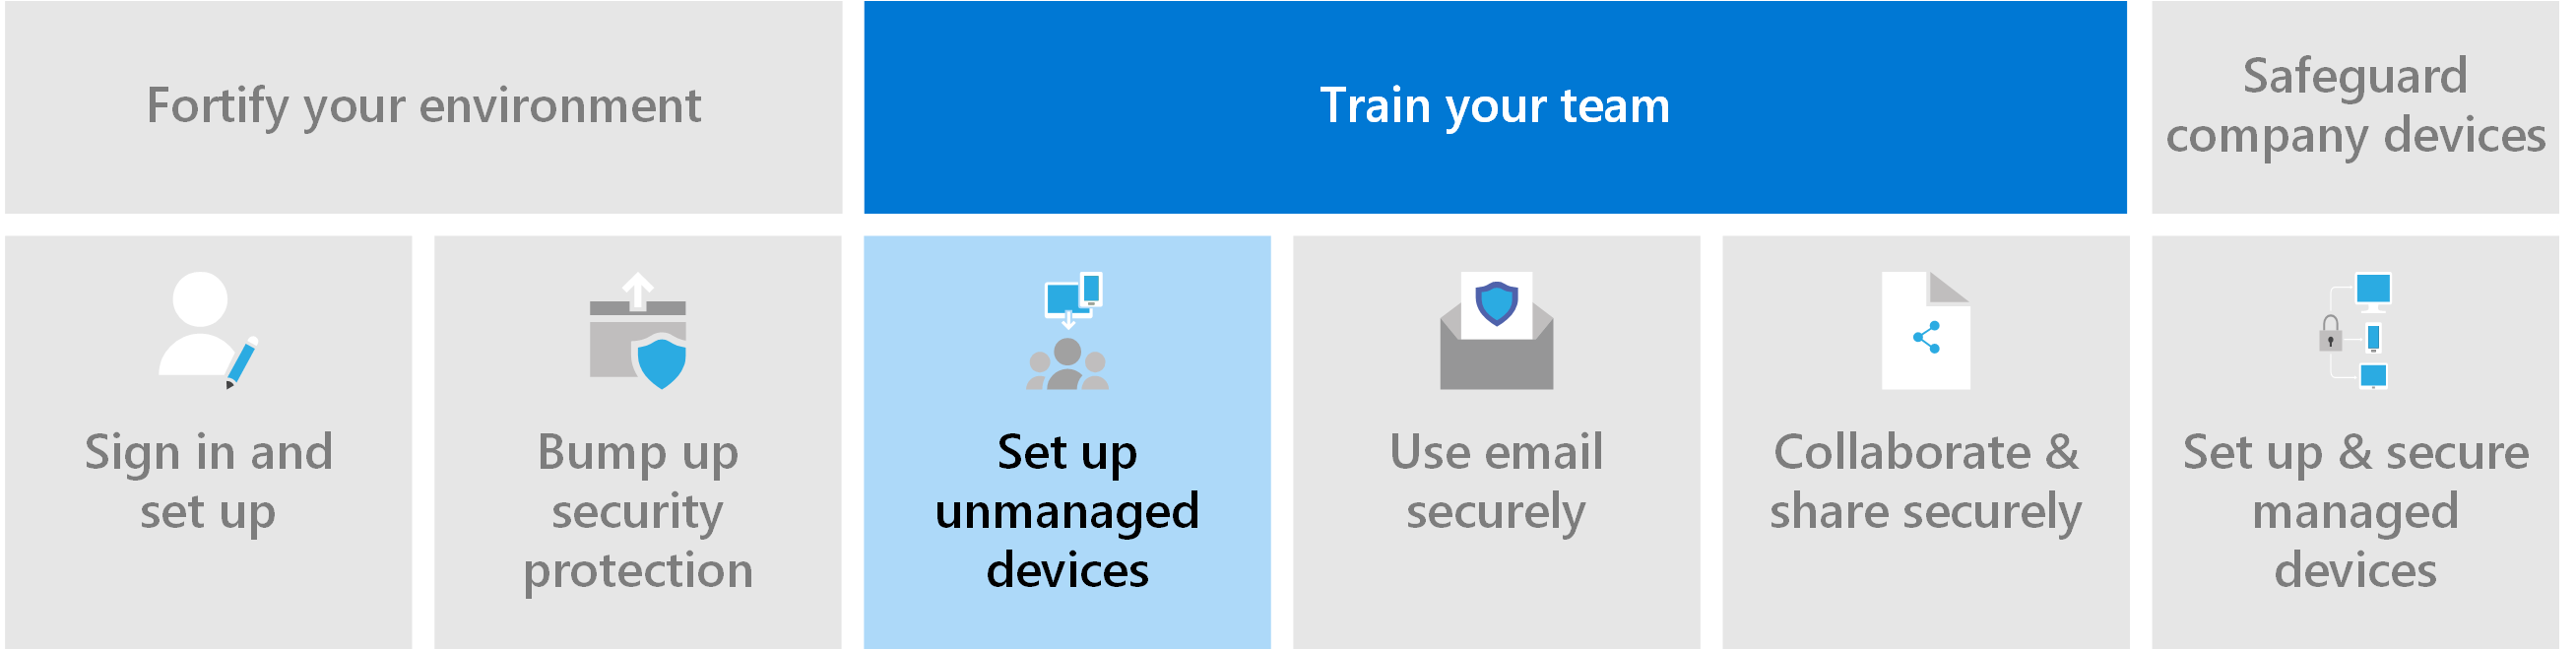 Fortify your environment
Train your team
Safeguard
company devices
Sign in and
set up
Bump up
security
protection
Set up
unmanaged
devices
Use email
securely
Collaborate &
share securely
Set up & secure
managed
devices